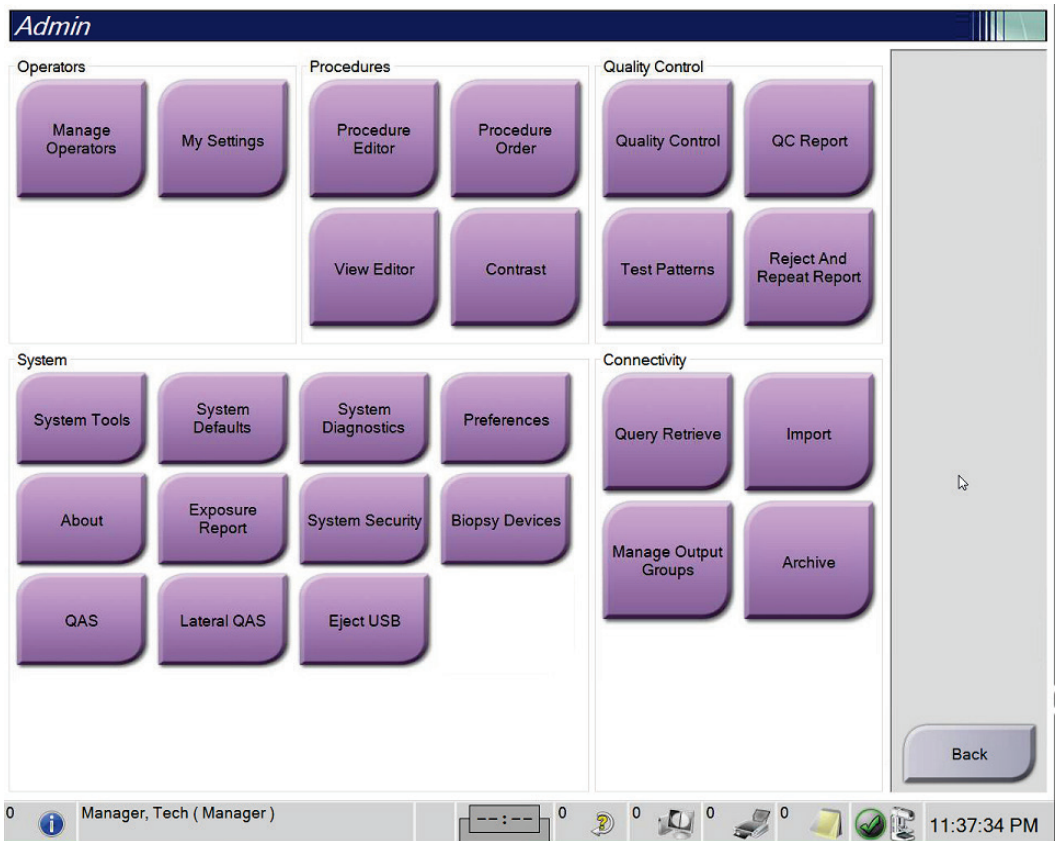 Admin
Operators
Manage
Operators
My Settings
Procedures
Procedure
Editor
Procedure
Order
View Editor
Contrast
Quality Control
Quality Control
QC Report
Test Patterns
Reject And
Repeat Report
System
System Tools
System
Defaults
System
Diagnostics
Preferences
About
Exposure
Report
System Security
Biopsy Devices
QAS
Lateral QAS
Eject USB
Connectivity
Query Retrieve
Import
Manage Output
Groups
Archive
Back
0
Manager, Tech ( Manager )
--:--
0
0
0
0
11:37:34 PM